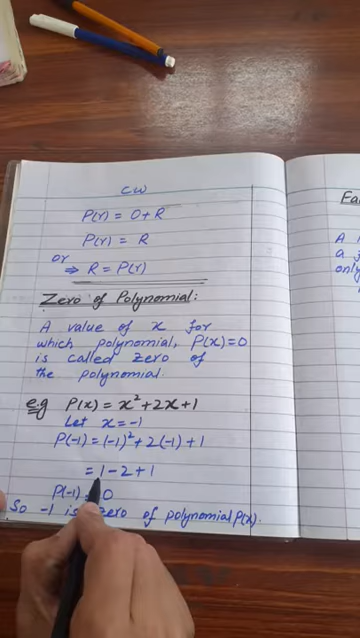 CW
P(r) = 0 + R
P(r) = R
or
⇒ R = P(r)
Zero of Polynomial:
A value of x for
which polynomial, P(x)=0
is called zero of
the polynomial.
e.g P(x) = x² + 2x + 1
Let x = -1
P(-1) = (-1)² + 2(-1) + 1
= 1 - 2 + 1
P(-1) 0
So -1 is zero of polynomial P(x).
A
a
only